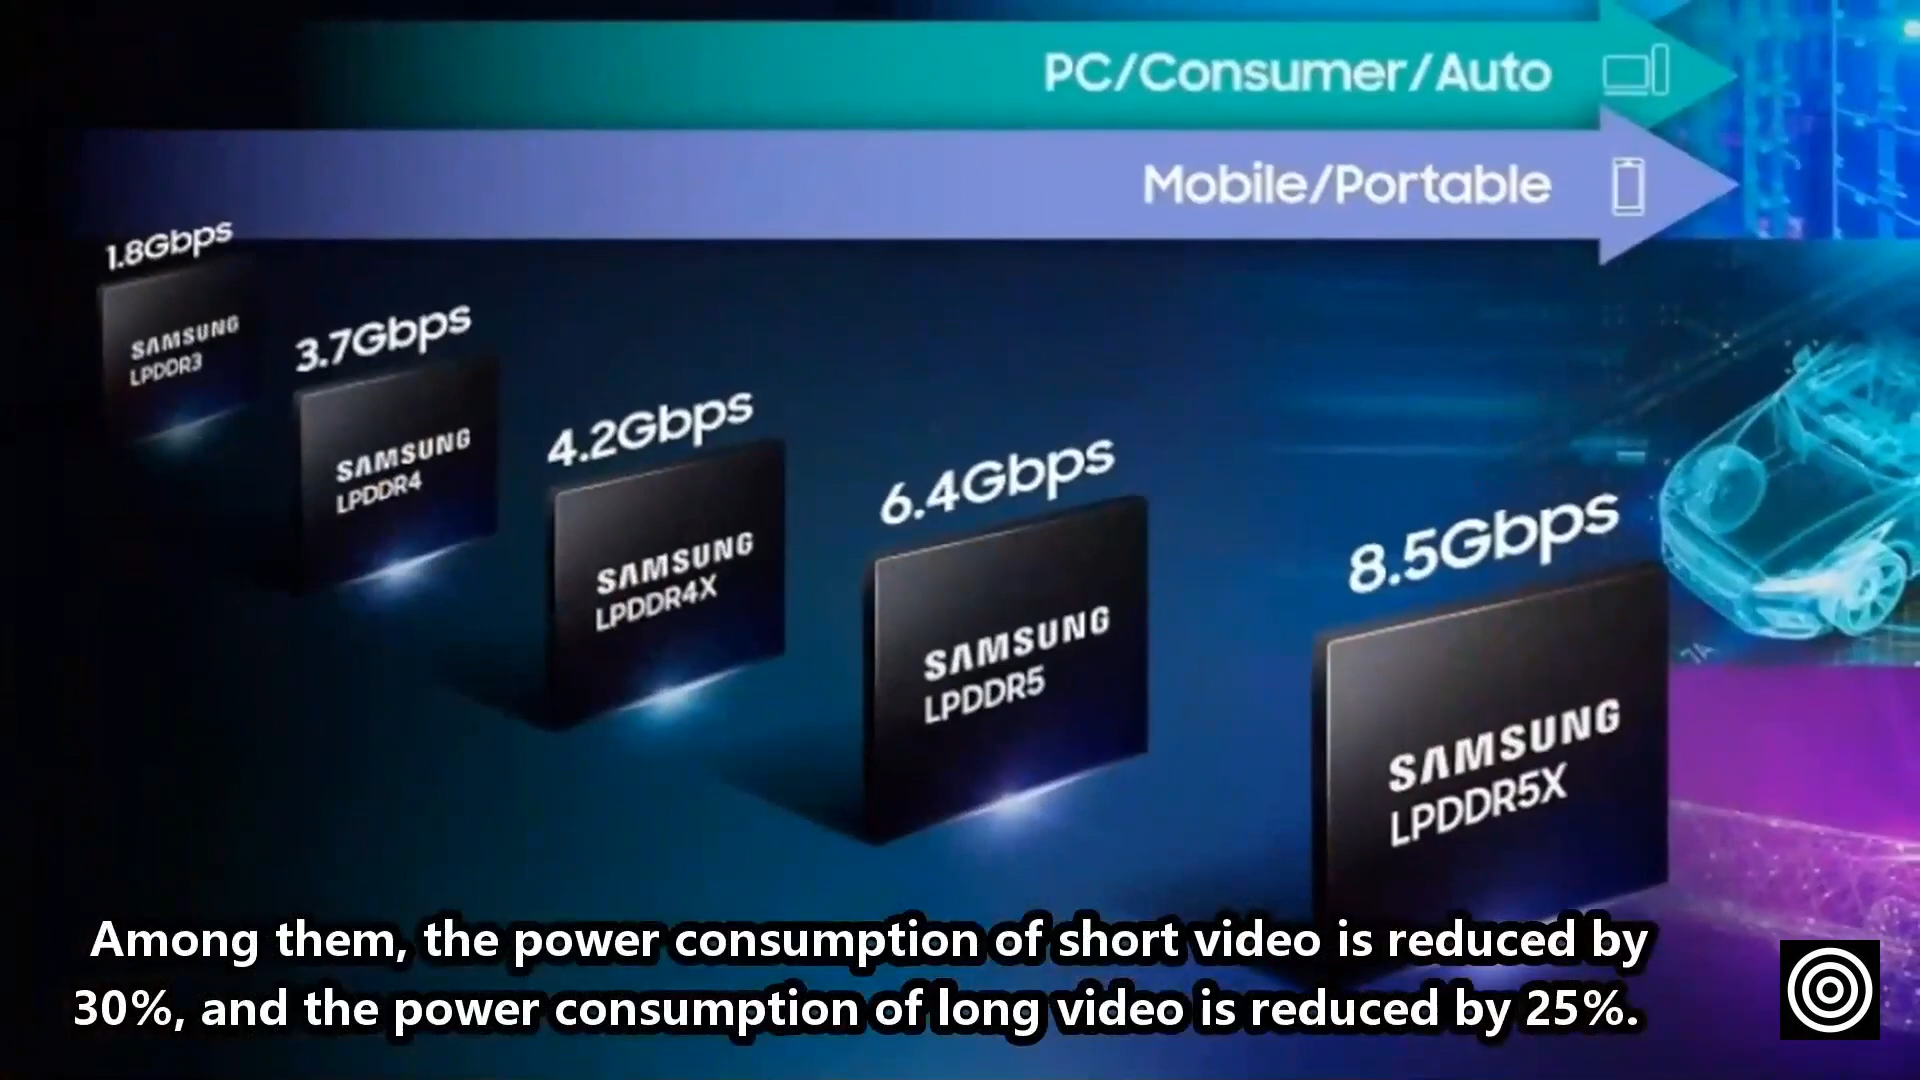 PC/Consumer/Auto
Mobile/Portable
1.8Gbps
SAMSUNG
LPDDR3
3.7Gbps
SAMSUNG
LPDDR4
4.2Gbps
SAMSUNG
LPDDR4X
6.4Gbps
SAMSUNG
LPDDR5
8.5Gbps
SAMSUNG
LPDDR5X
Among them, the power consumption of short video is reduced by
30%, and the power consumption of long video is reduced by 25%.